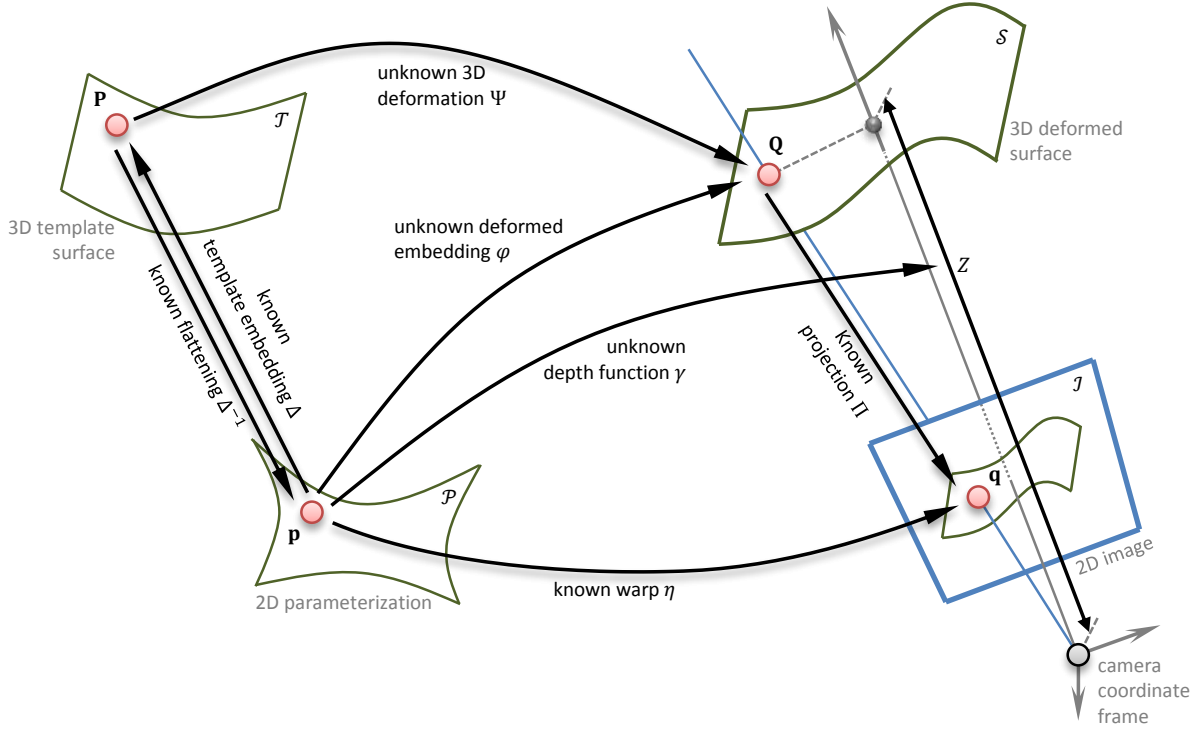 P
𝒯
3D template
surface
unknown 3D
deformation Ψ
Q
𝒮
3D deformed
surface
unknown deformed
embedding φ
known
template embedding Δ
known flattening Δ⁻¹
Z
unknown
depth function γ
Known
projection Π
ℐ
q
2D image
p
𝒫
2D parameterization
known warp η
camera
coordinate
frame